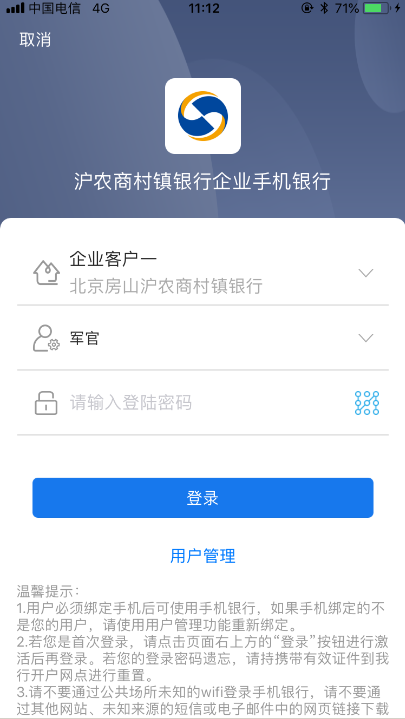 中国电信 4G 11:12 71%
取消
沪农商村镇银行企业手机银行
企业客户一
北京房山沪农商村镇银行
军官
请输入登陆密码
登录
用户管理
温馨提示：
1.用户必须绑定手机后可使用手机银行，如果手机绑定的不
是您的用户，请使用用户管理功能重新绑定。
2.若您是首次登录，请点击页面右上方的“登录”按钮进行激
活后再登录。若您的登录密码遗忘，请持携带有效证件到我
行开户网点进行重置。
3.请不要通过公共场所未知的wifi登录手机银行，请不要通
过其他网站、未知来源的短信或电子邮件中的网页链接下载